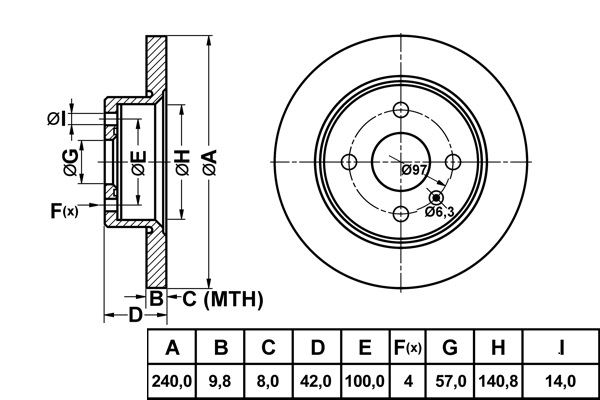 ØI
ØG
ØE
ØH
ØA
F(x)
B
C (MTH)
D
Ø97
Ø6,3
A B C D E F(x) G H I
240,0 9,8 8,0 42,0 100,0 4 57,0 140,8 14,0